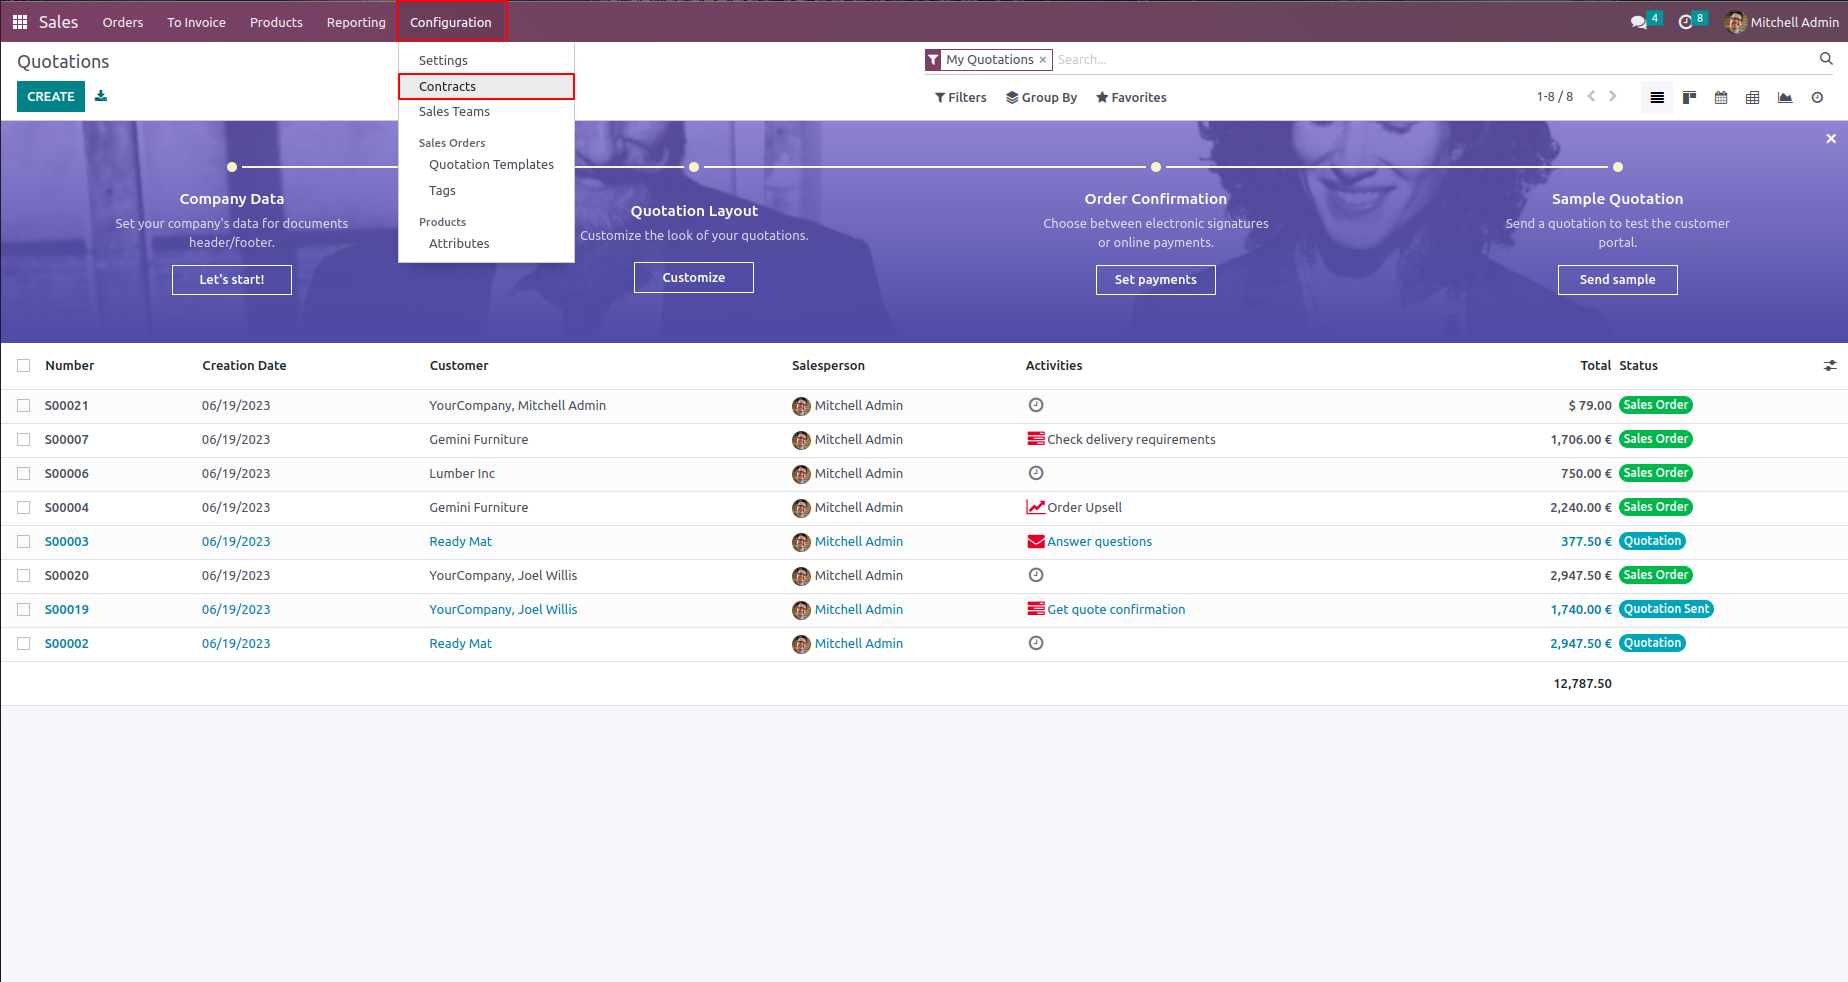 Sales Orders To Invoice Products Reporting Configuration 4 8 Mitchell Admin
Quotations
My Quotations × Search...
CREATE
Filters Group By Favorites 1-8 / 8
Settings
Contracts
Sales Teams
Sales Orders
Quotation Templates
Tags
Products
Attributes
Company Data
Set your company's data for documents
header/footer.
Let's start!
Quotation Layout
Customize the look of your quotations.
Customize
Order Confirmation
Choose between electronic signatures
or online payments.
Set payments
Sample Quotation
Send a quotation to test the customer
portal.
Send sample
Number Creation Date Customer Salesperson Activities Total Status
S00021 06/19/2023 YourCompany, Mitchell Admin Mitchell Admin $ 79.00 Sales Order
S00007 06/19/2023 Gemini Furniture Mitchell Admin Check delivery requirements 1,706.00 € Sales Order
S00006 06/19/2023 Lumber Inc Mitchell Admin 750.00 € Sales Order
S00004 06/19/2023 Gemini Furniture Mitchell Admin Order Upsell 2,240.00 € Sales Order
S00003 06/19/2023 Ready Mat Mitchell Admin Answer questions 377.50 € Quotation
S00020 06/19/2023 YourCompany, Joel Willis Mitchell Admin 2,947.50 € Sales Order
S00019 06/19/2023 YourCompany, Joel Willis Mitchell Admin Get quote confirmation 1,740.00 € Quotation Sent
S00002 06/19/2023 Ready Mat Mitchell Admin 2,947.50 € Quotation
12,787.50